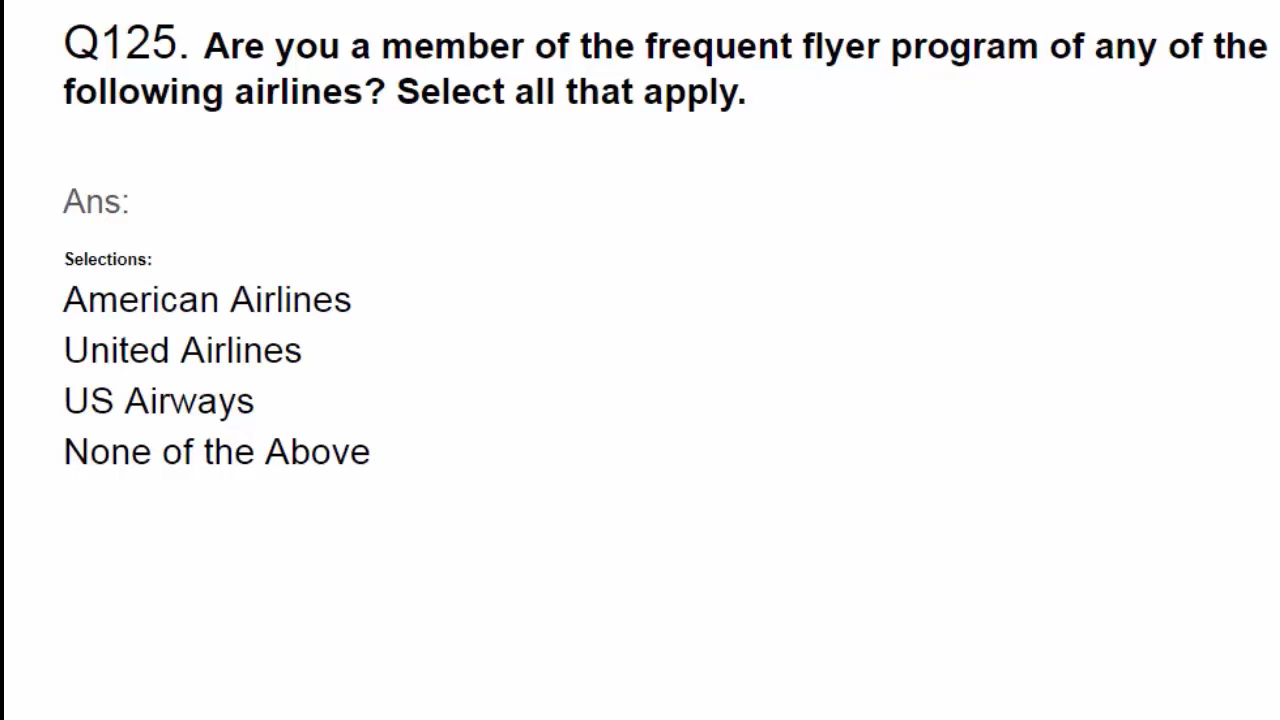 Q125. Are you a member of the frequent flyer program of any of the
following airlines? Select all that apply.
Ans:
Selections:
American Airlines
United Airlines
US Airways
None of the Above